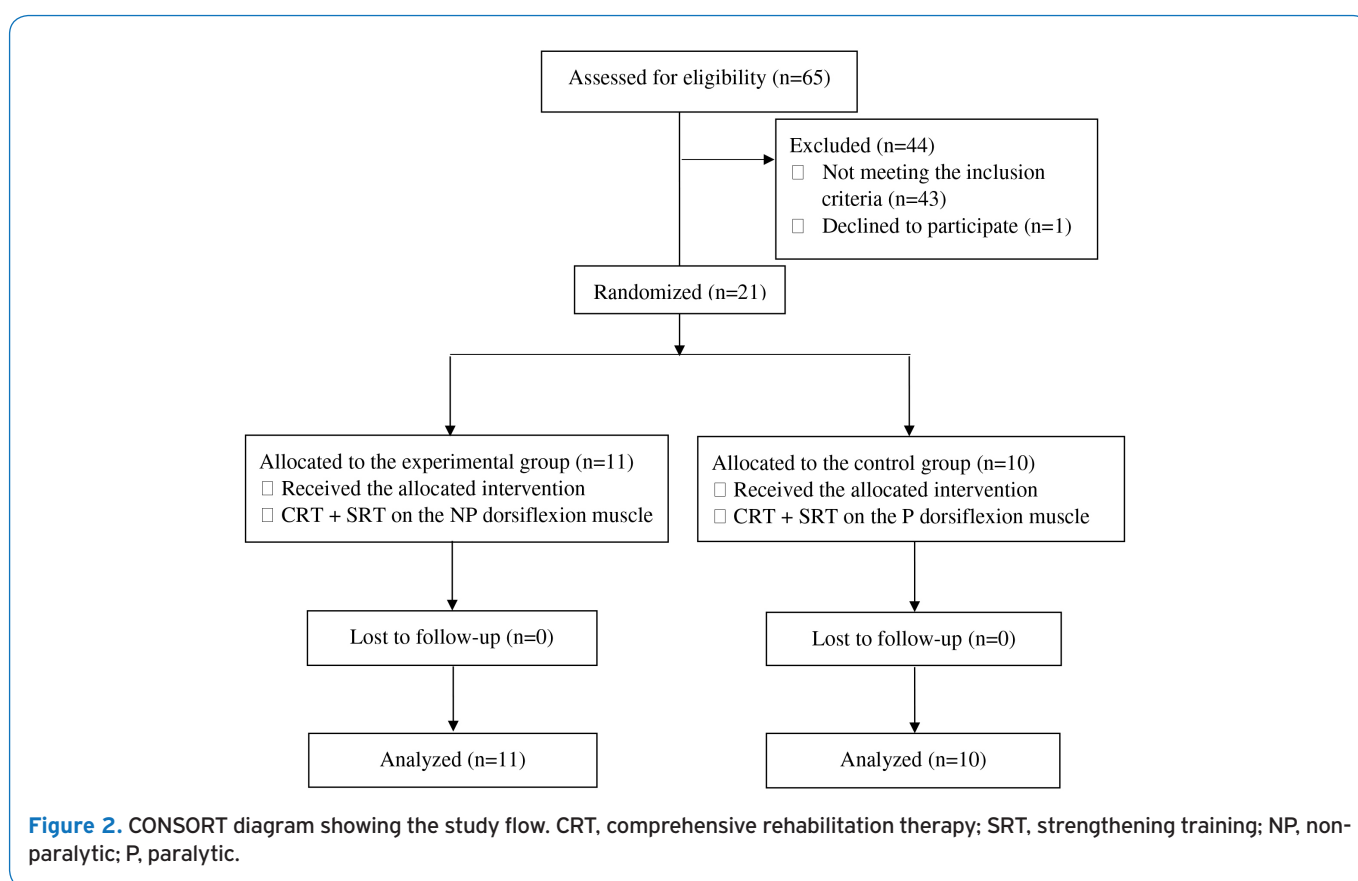 Assessed for eligibility (n=65)
Excluded (n=44)
□ Not meeting the inclusion
criteria (n=43)
□ Declined to participate (n=1)
Randomized (n=21)
Allocated to the experimental group (n=11)
□ Received the allocated intervention
□ CRT + SRT on the NP dorsiflexion muscle
Allocated to the control group (n=10)
□ Received the allocated intervention
□ CRT + SRT on the P dorsiflexion muscle
Lost to follow-up (n=0)
Lost to follow-up (n=0)
Analyzed (n=11)
Analyzed (n=10)
Figure 2. CONSORT diagram showing the study flow. CRT, comprehensive rehabilitation therapy; SRT, strengthening training; NP, non-
paralytic; P, paralytic.